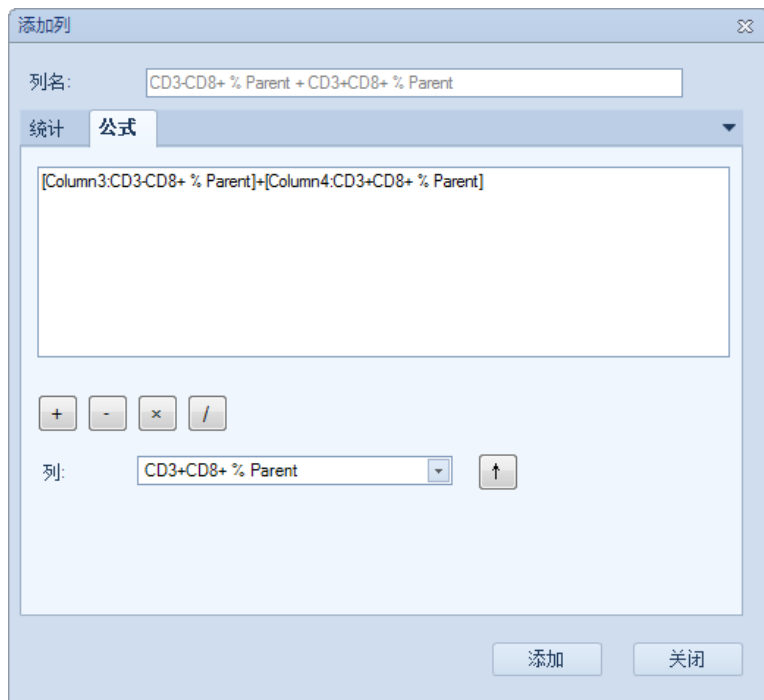 添加列
列名: CD3-CD8+ % Parent + CD3+CD8+ % Parent
统计 公式
[Column3:CD3-CD8+ % Parent]+[Column4:CD3+CD8+ % Parent]
+ - × /
列: CD3+CD8+ % Parent ↑
添加 关闭